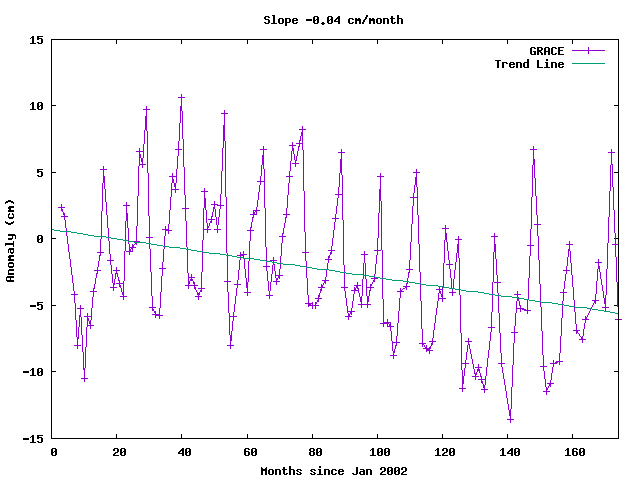 Slope -0.04 cm/month
GRACE
Trend Line
15
10
5
0
-5
-10
-15
Anomaly (cm)
0 20 40 60 80 100 120 140 160
Months since Jan 2002